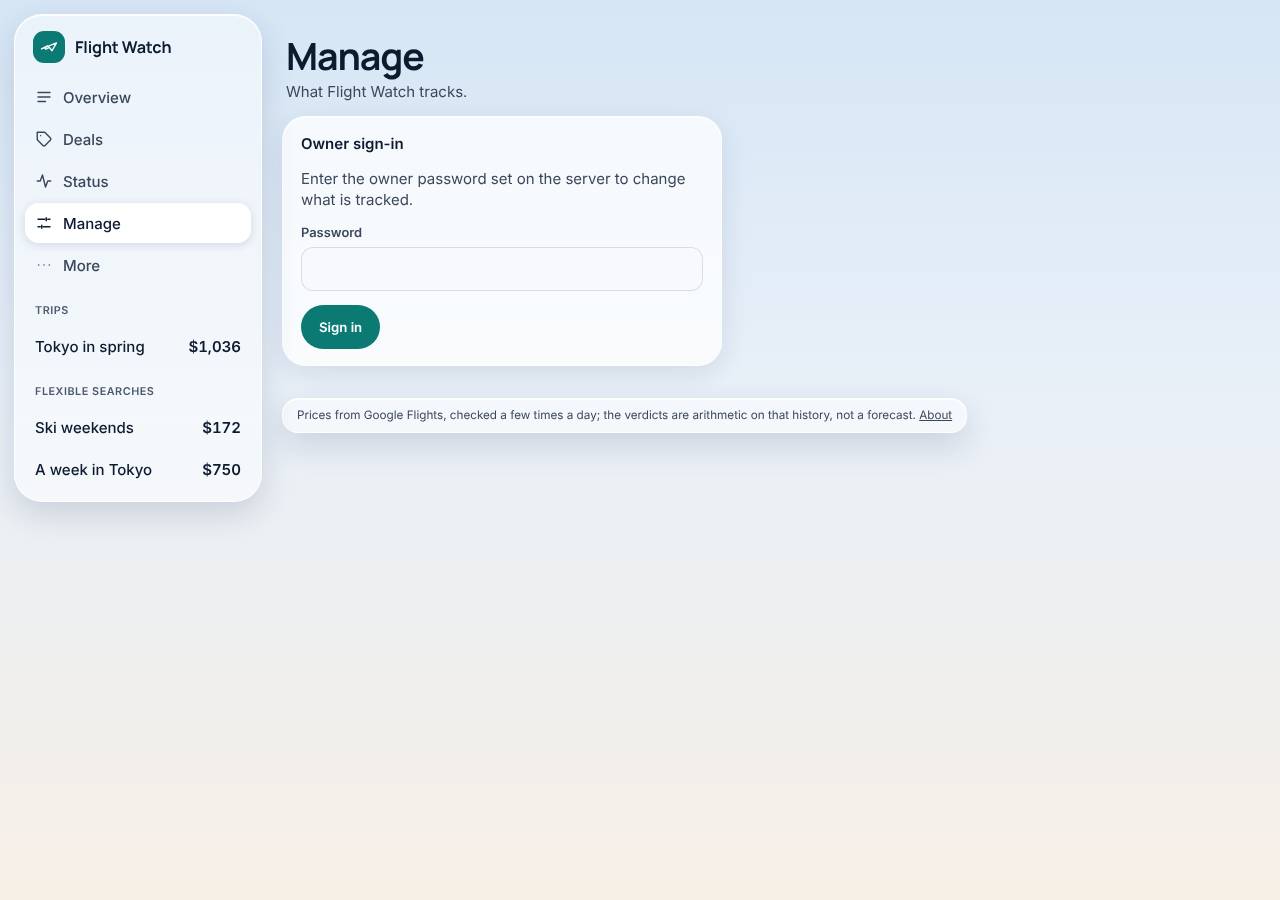 Flight Watch
Overview
Deals
Status
Manage
More
TRIPS
Tokyo in spring $1,036
FLEXIBLE SEARCHES
Ski weekends $172
A week in Tokyo $750
Manage
What Flight Watch tracks.
Owner sign-in
Enter the owner password set on the server to change
what is tracked.
Password
Sign in
Prices from Google Flights, checked a few times a day; the verdicts are arithmetic on that history, not a forecast. About